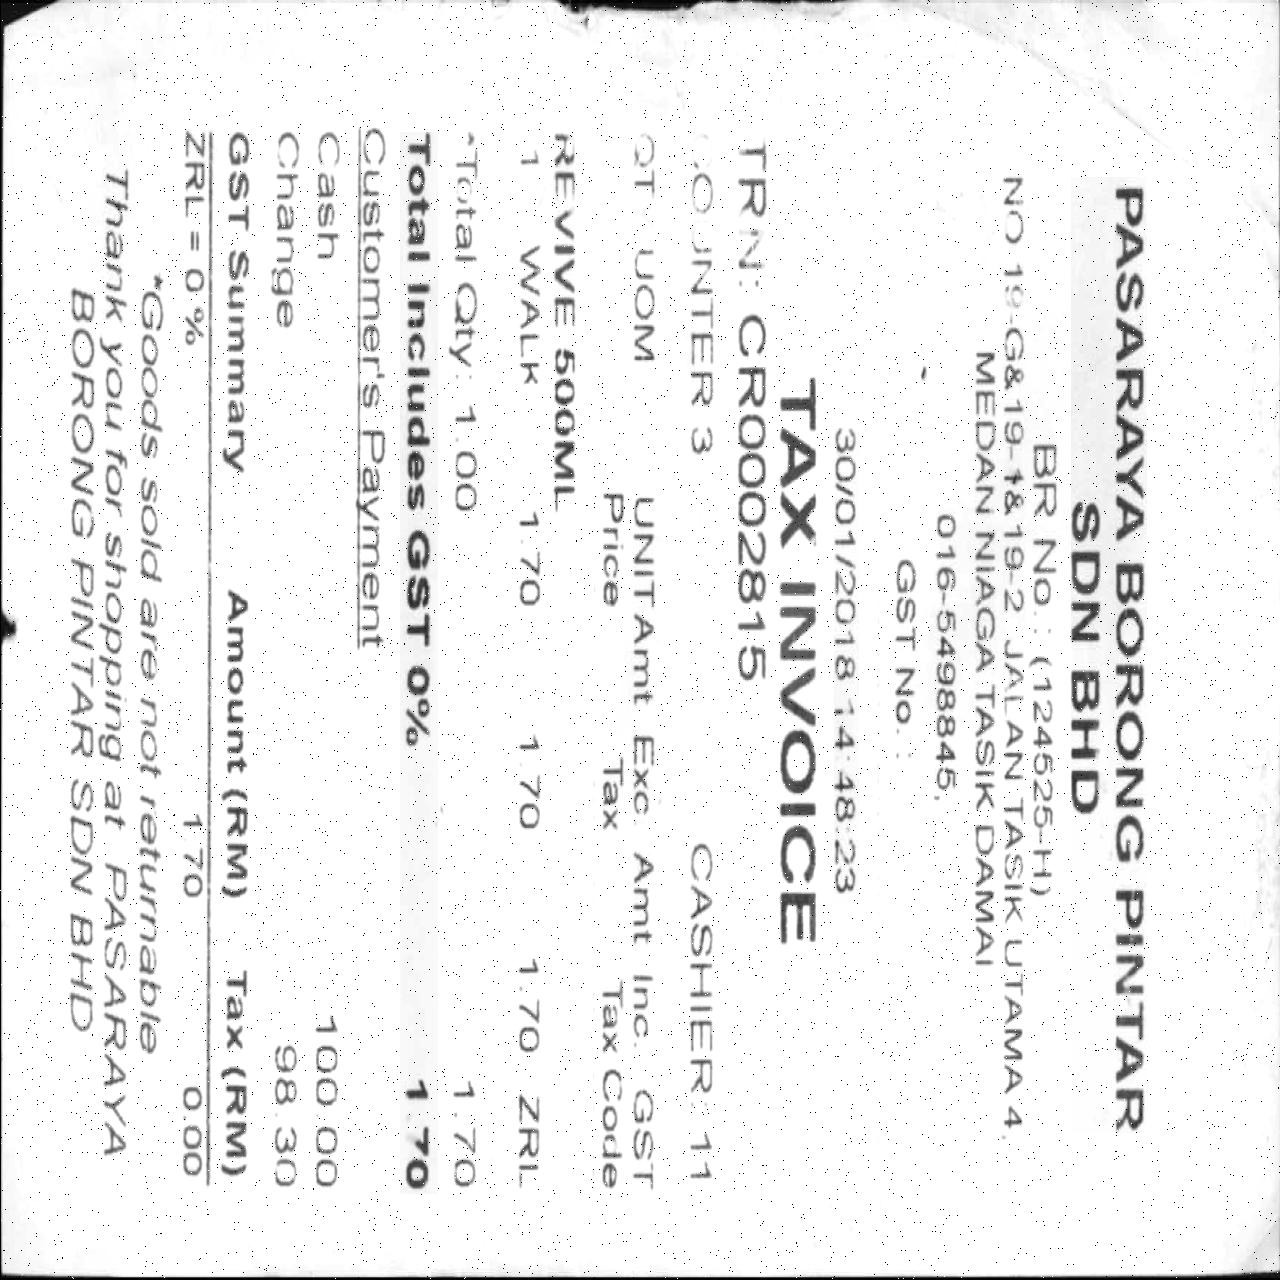 PASARAYA BORONG PINTAR
SDN BHD
BR No. : (124525-H)
NO 19-G&19-1&19-2 JALAN TASIK UTAMA 4,
MEDAN NIAGA TASIK DAMAI
016-5498845,
GST No. :
30/01/2018 14:48:23
TAX INVOICE
TRN: CR0002815
COUNTER 3 CASHIER 11
QT UOM UNIT Amt Exc. Amt Inc. GST
Price Tax Tax Code
REVIVE 500ML
1 WALK 1.70 1.70 1.70 ZRL
*Total Qty: 1.00 1.70
Total Includes GST 0% 1.70
Customer's Payment
Cash 100.00
Change 98.30
GST Summary Amount (RM) Tax (RM)
ZRL = 0 % 1.70 0.00
*Goods sold are not returnable
Thank you for shopping at PASARAYA
BORONG PINTAR SDN BHD